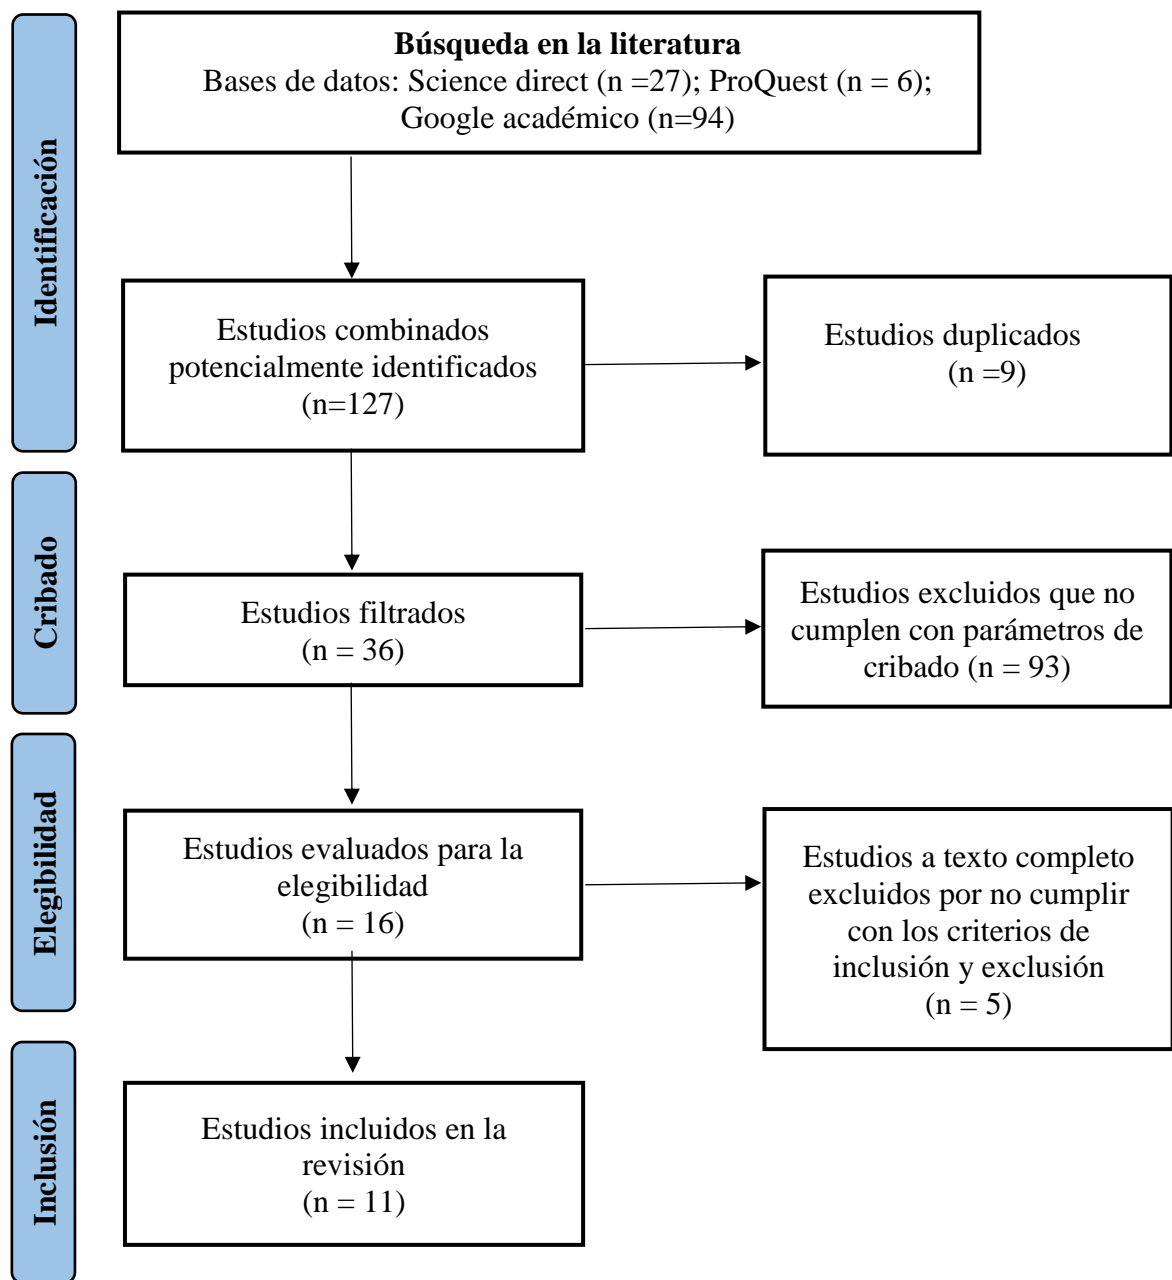 Identificación
Búsqueda en la literatura
Bases de datos: Science direct (n =27); ProQuest (n = 6);
Google académico (n=94)
Estudios combinados
potencialmente identificados
(n=127)
Estudios duplicados
(n =9)
Cribado
Estudios filtrados
(n = 36)
Estudios excluidos que no
cumplen con parámetros de
cribado (n = 93)
Elegibilidad
Estudios evaluados para la
elegibilidad
(n = 16)
Estudios a texto completo
excluidos por no cumplir
con los criterios de
inclusión y exclusión
(n = 5)
Inclusión
Estudios incluidos en la
revisión
(n = 11)